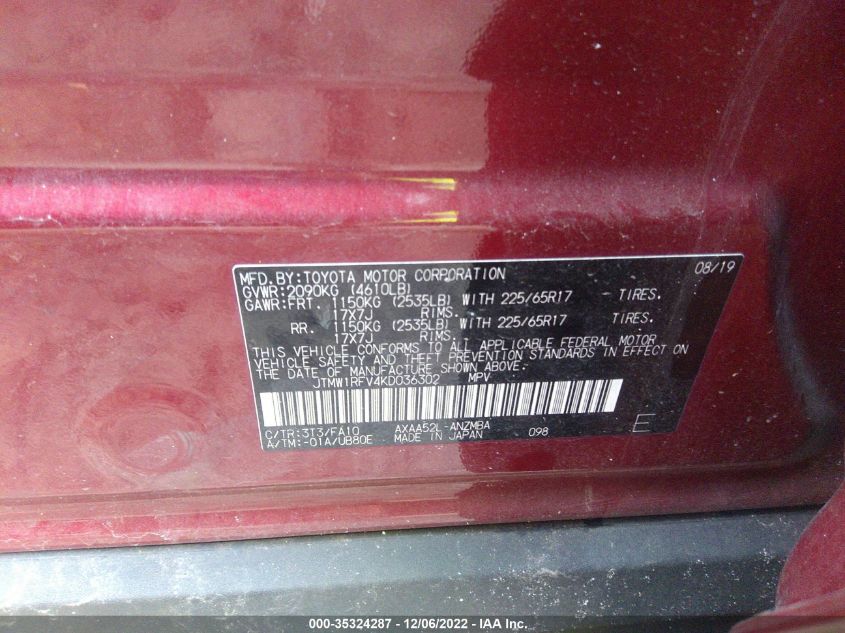 MFD. BY:TOYOTA MOTOR CORPORATION 08/19
GVWR:2090KG (4610LB)
GAWR:FRT. 1150KG (2535LB) WITH 225/65R17 TIRES.
17X7J RIMS.
RR. 1150KG (2535LB) WITH 225/65R17 TIRES.
17X7J RIMS.
THIS VEHICLE CONFORMS TO ALL APPLICABLE FEDERAL MOTOR
VEHICLE SAFETY AND THEFT PREVENTION STANDARDS IN EFFECT ON
THE DATE OF MANUFACTURE SHOWN ABOVE.
JTMW1RFV4KD036302 MPV
C/TR:3T3/FA10 AXAA52L-ANZMBA
A/TM:-01A/UB80E MADE IN JAPAN 098 E
000-35324287 - 12/06/2022 - IAA Inc.